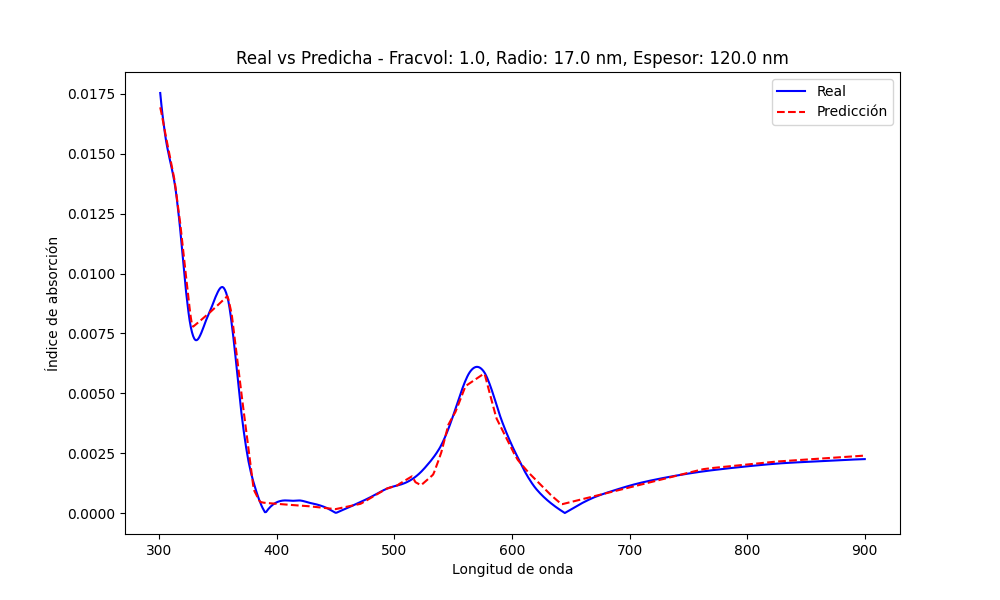 Real vs Predicha - Fracvol: 1.0, Radio: 17.0 nm, Espesor: 120.0 nm
Real
Predicción
Índice de absorción
0.0175
0.0150
0.0125
0.0100
0.0075
0.0050
0.0025
0.0000
300 400 500 600 700 800 900
Longitud de onda